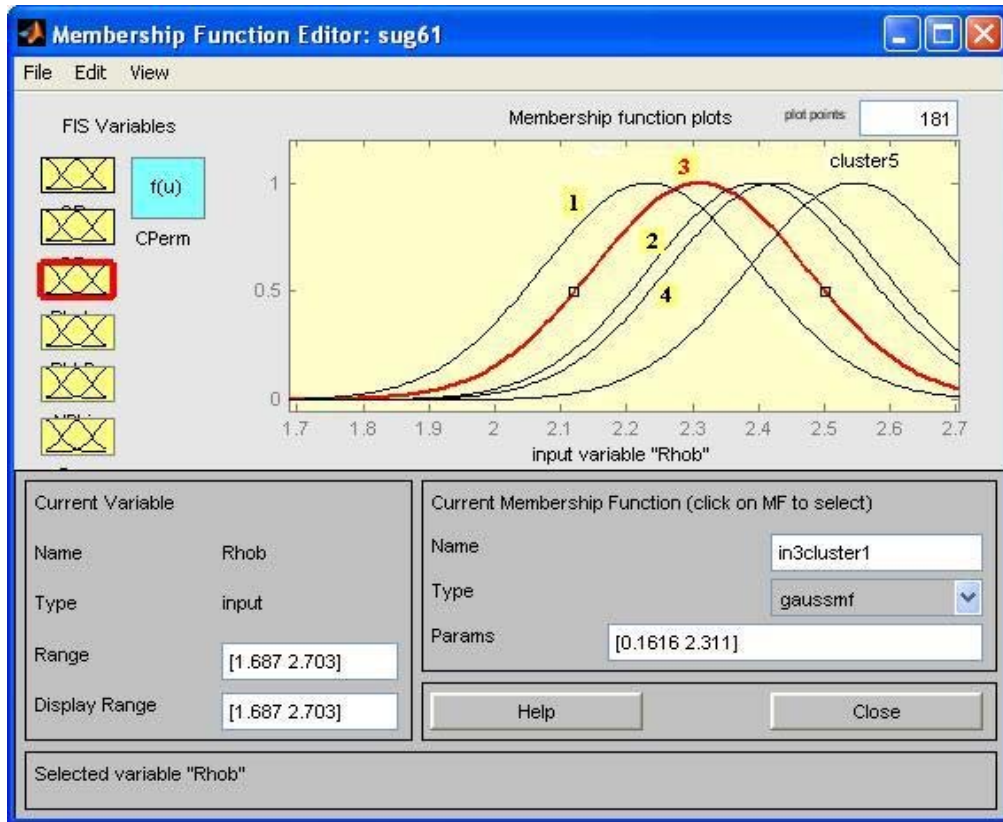 Membership Function Editor: sug61
File Edit View
FIS Variables
f(u)
CPerm
Membership function plots
plot points
181
cluster5
1
2
3
4
1
0.5
0
1.7 1.8 1.9 2 2.1 2.2 2.3 2.4 2.5 2.6 2.7
input variable "Rhob"
Current Variable
Name Rhob
Type input
Range [1.687 2.703]
Display Range [1.687 2.703]
Current Membership Function (click on MF to select)
Name in3cluster1
Type gaussmf
Params [0.1616 2.311]
Help Close
Selected variable "Rhob"